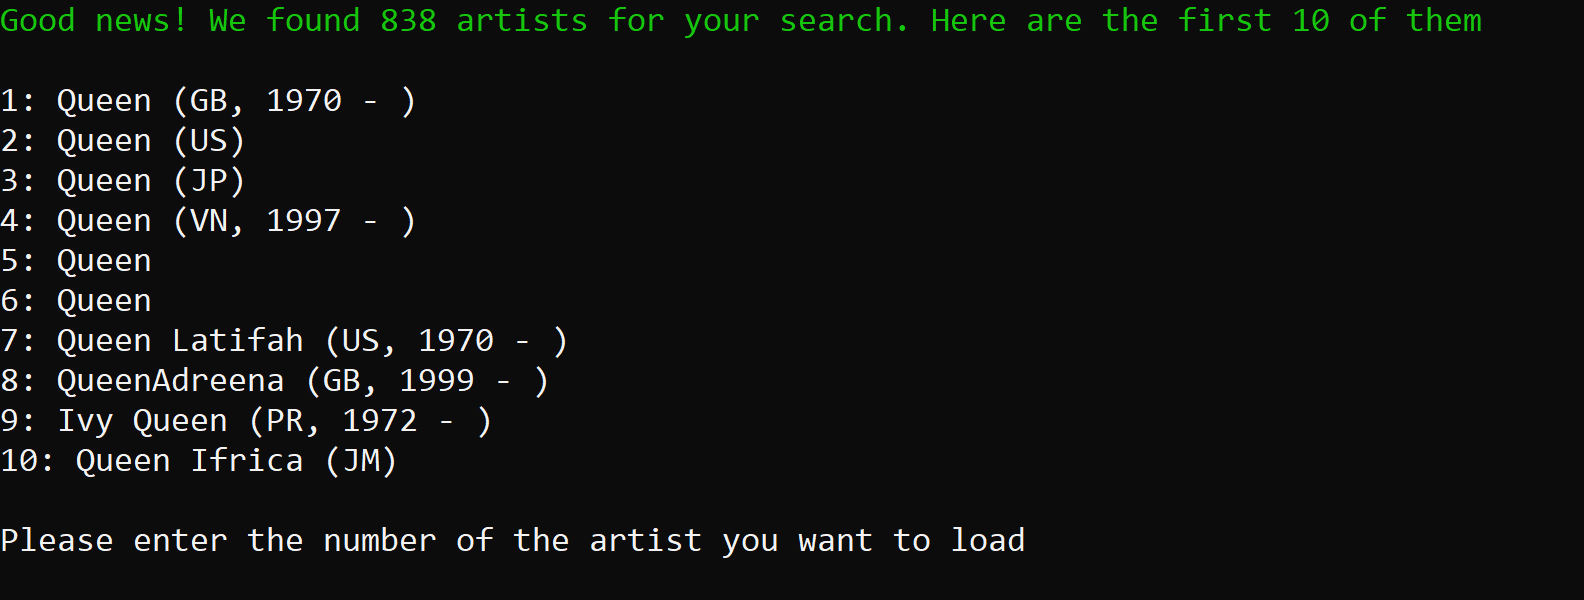 Good news! We found 838 artists for your search. Here are the first 10 of them
1: Queen (GB, 1970 - )
2: Queen (US)
3: Queen (JP)
4: Queen (VN, 1997 - )
5: Queen
6: Queen
7: Queen Latifah (US, 1970 - )
8: QueenAdreena (GB, 1999 - )
9: Ivy Queen (PR, 1972 - )
10: Queen Ifrica (JM)
Please enter the number of the artist you want to load